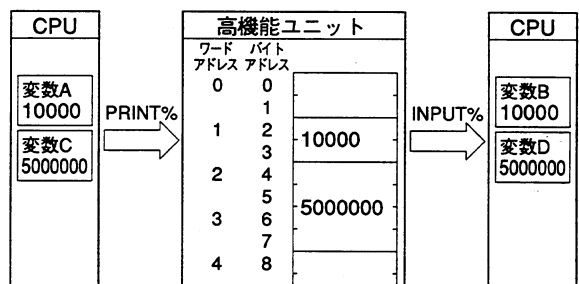 CPU
高機能ユニット
CPU
ワード バイト
アドレス アドレス
変数A
10000
変数C
5000000
PRINT%
0 0
1
1 2
3
2 4
5
3 6
7
4 8
10000
5000000
INPUT%
変数B
10000
変数D
5000000